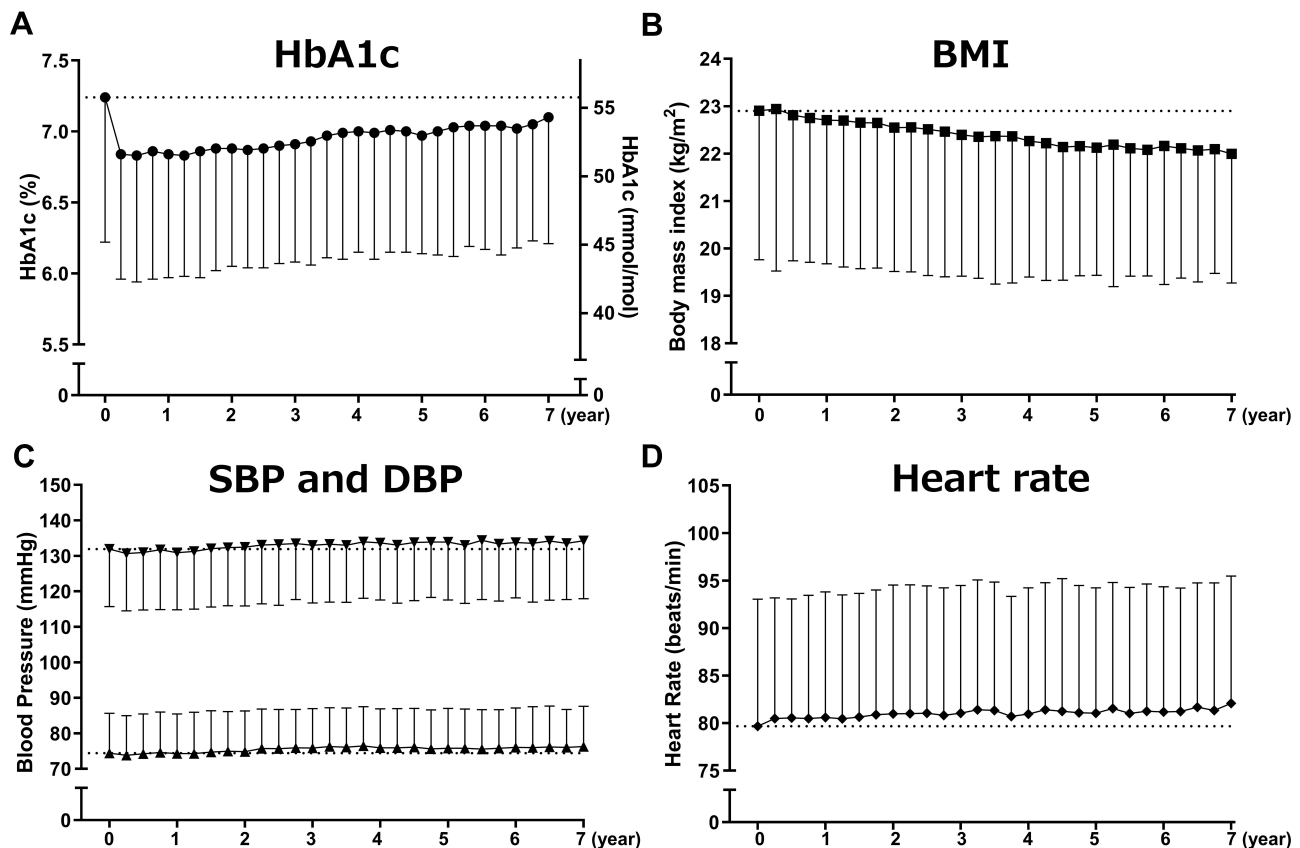 A
HbA1c
HbA1c (%)
7.5
7.0
6.5
6.0
5.5
0
HbA1c (mmol/mol)
55
50
45
40
0
0 1 2 3 4 5 6 7 (year)
B
BMI
Body mass index (kg/m²)
24
23
22
21
20
19
18
0
0 1 2 3 4 5 6 7 (year)
C
SBP and DBP
Blood Pressure (mmHg)
150
140
130
120
110
100
90
80
70
0
0 1 2 3 4 5 6 7 (year)
D
Heart rate
Heart Rate (beats/min)
105
100
95
90
85
80
75
0
0 1 2 3 4 5 6 7 (year)